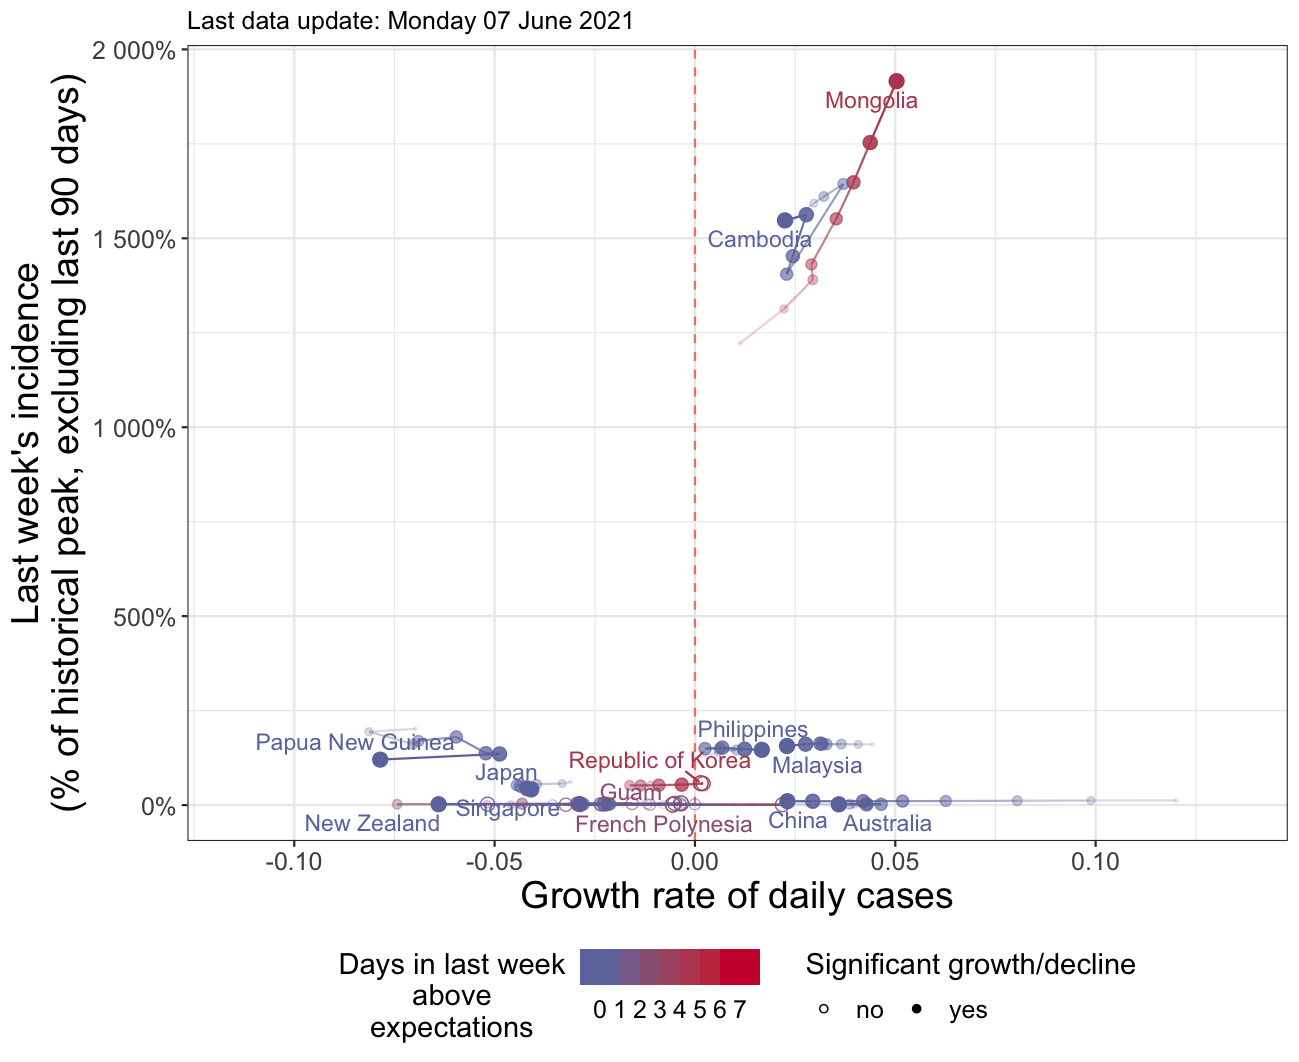 Last data update: Monday 07 June 2021
Last week's incidence
(% of historical peak, excluding last 90 days)
2 000%
1 500%
1 000%
500%
0%
Mongolia
Cambodia
Philippines
Papua New Guinea
Republic of Korea
Malaysia
Japan
Guam
Singapore
New Zealand
French Polynesia
China
Australia
-0.10
-0.05
0.00
0.05
0.10
Growth rate of daily cases
Days in last week
above
expectations
0 1 2 3 4 5 6 7
Significant growth/decline
no
yes